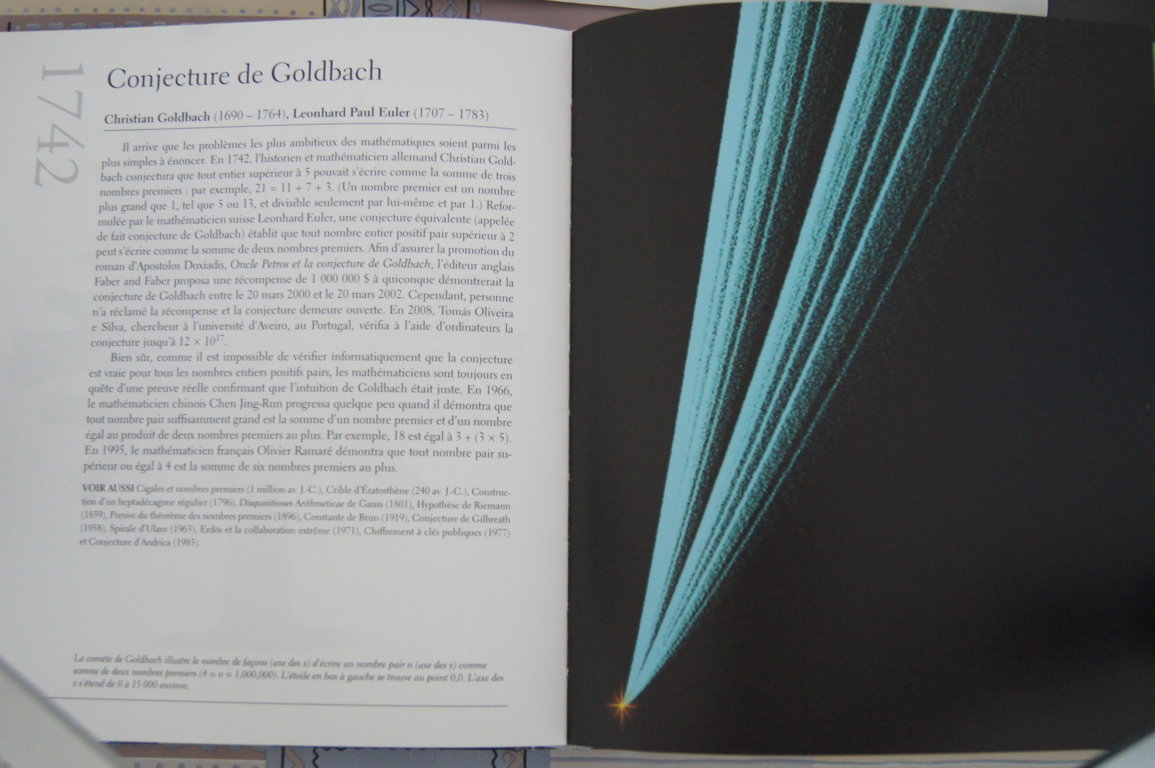 1742
Conjecture de Goldbach
Christian Goldbach (1690 – 1764), Leonhard Paul Euler (1707 – 1783)
Il arrive que les problèmes les plus ambitieux des mathématiques soient parmi les
plus simples à énoncer. En 1742, l'historien et mathématicien allemand Christian Gold-
bach conjectura que tout entier supérieur à 5 pouvait s'écrire comme la somme de trois
nombres premiers : par exemple, 21 = 11 + 7 + 3. (Un nombre premier est un nombre
plus grand que 1, tel que 5 ou 13, et divisible seulement par lui-même et par 1.) Refor-
mulée par le mathématicien suisse Leonhard Euler, une conjecture équivalente (appelée
de fait conjecture de Goldbach) établit que tout nombre entier positif pair supérieur à 2
peut s'écrire comme la somme de deux nombres premiers. Afin d'assurer la promotion du
roman d'Apostolos Doxiadis, Oncle Petros et la conjecture de Goldbach, l'éditeur anglais
Faber and Faber proposa une récompense de 1 000 000 $ à quiconque démontrerait la
conjecture de Goldbach entre le 20 mars 2000 et le 20 mars 2002. Cependant, personne
n'a réclamé la récompense et la conjecture demeure ouverte. En 2008, Tomás Oliveira
e Silva, chercheur à l'université d'Aveiro, au Portugal, vérifia à l'aide d'ordinateurs la
conjecture jusqu'à 12 × 10¹⁷.
Bien sûr, comme il est impossible de vérifier informatiquement que la conjecture
est vraie pour tous les nombres entiers positifs pairs, les mathématiciens sont toujours en
quête d'une preuve réelle confirmant que l'intuition de Goldbach était juste. En 1966,
le mathématicien chinois Chen Jing-Run progressa quelque peu quand il démontra que
tout nombre pair suffisamment grand est la somme d'un nombre premier et d'un nombre
égal au produit de deux nombres premiers au plus. Par exemple, 18 est égal à 3 + (3 × 5).
En 1995, le mathématicien français Olivier Ramaré démontra que tout nombre pair su-
périeur ou égal à 4 est la somme de six nombres premiers au plus.
VOIR AUSSI Cigales et nombres premiers (1 million av. J.-C.), Crible d'Ératosthène (240 av. J.-C.), Construc-
tion d'un heptadécagone régulier (1796), Disquisitiones Arithmeticae de Gauss (1801), Hypothèse de Riemann
(1859), Preuve du théorème des nombres premiers (1896), Constante de Brun (1919), Conjecture de Gilbreath
(1958), Spirale d'Ulam (1963), Erdös et la collaboration extrême (1971), Chiffrement à clés publiques (1977)
et Conjecture d'Andrica (1985).
La comète de Goldbach illustre le nombre de façons (axe des x) d'écrire un nombre pair n (axe des y) comme
somme de deux nombres premiers (4 ≤ n ≤ 1,000,000). L'étoile en bas à gauche se trouve au point 0,0. L'axe des
x s'étend de 0 à 15 000 environ.